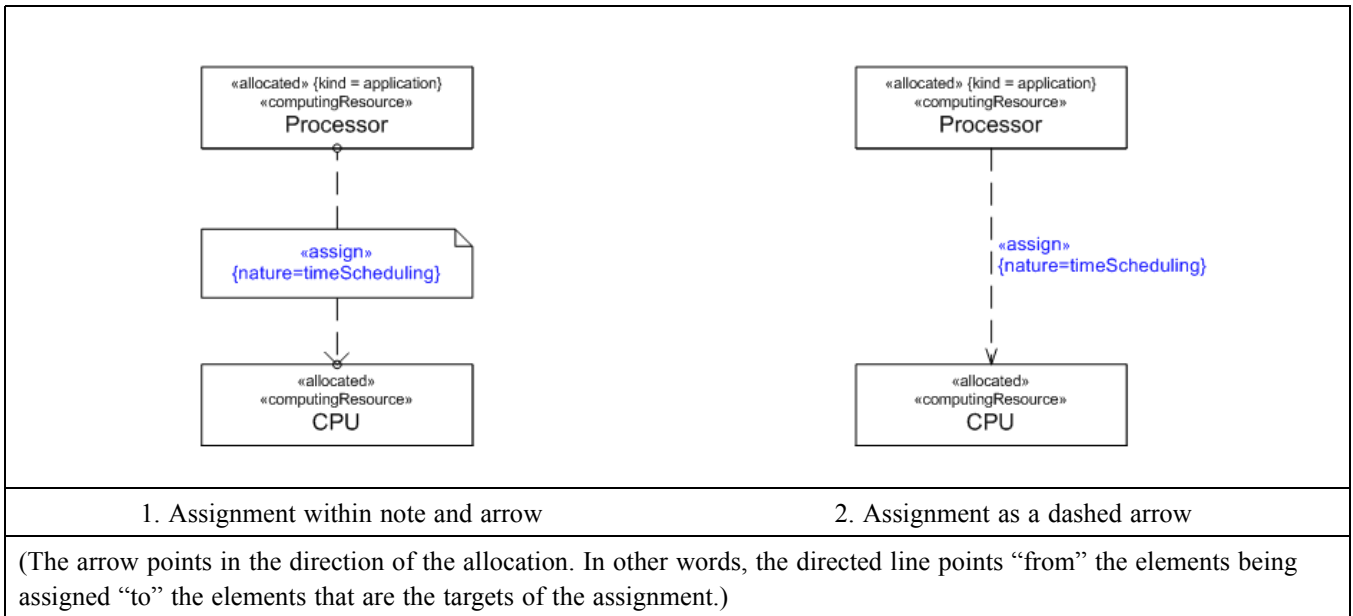 «allocated» {kind = application}
«computingResource»
Processor
«assign»
{nature=timeScheduling}
«allocated»
«computingResource»
CPU
«allocated» {kind = application}
«computingResource»
Processor
«assign»
{nature=timeScheduling}
«allocated»
«computingResource»
CPU
1. Assignment within note and arrow
2. Assignment as a dashed arrow
(The arrow points in the direction of the allocation. In other words, the directed line points “from” the elements being
assigned “to” the elements that are the targets of the assignment.)